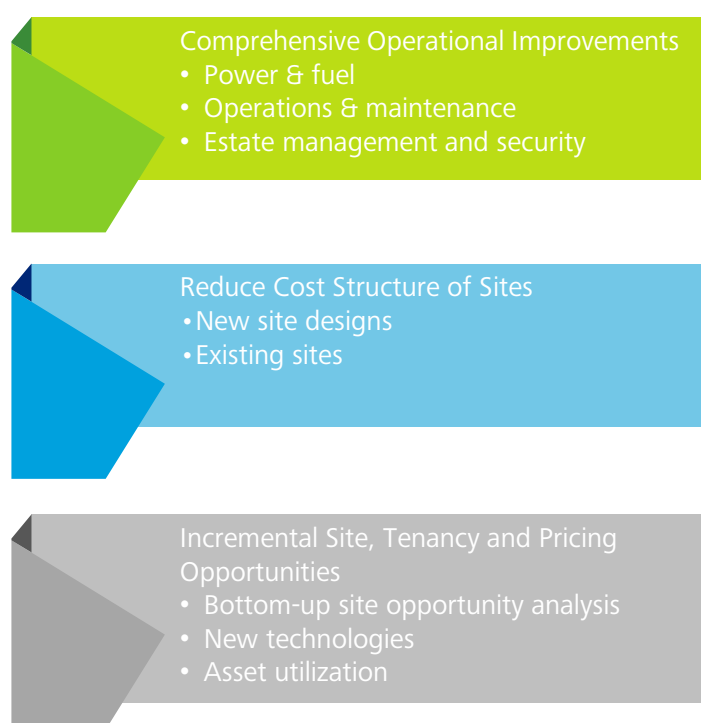 Comprehensive Operational Improvements
• Power & fuel
• Operations & maintenance
• Estate management and security
Reduce Cost Structure of Sites
• New site designs
• Existing sites
Incremental Site, Tenancy and Pricing
Opportunities
• Bottom-up site opportunity analysis
• New technologies
• Asset utilization